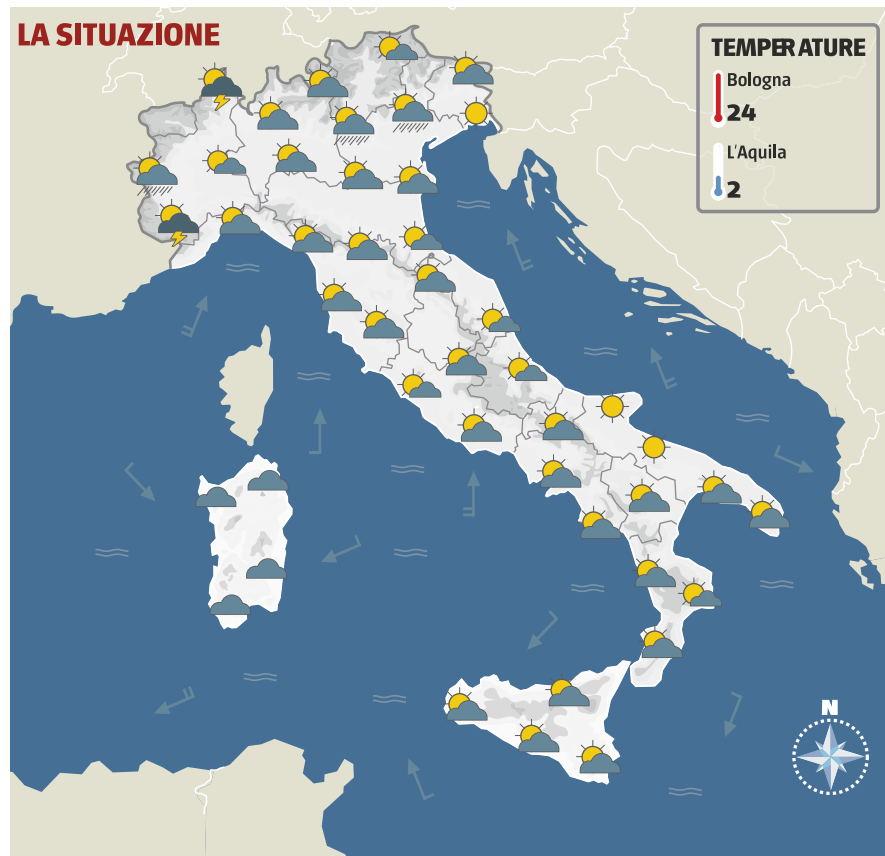 LA SITUAZIONE
TEMPERATURE
Bologna
24
L'Aquila
2
N